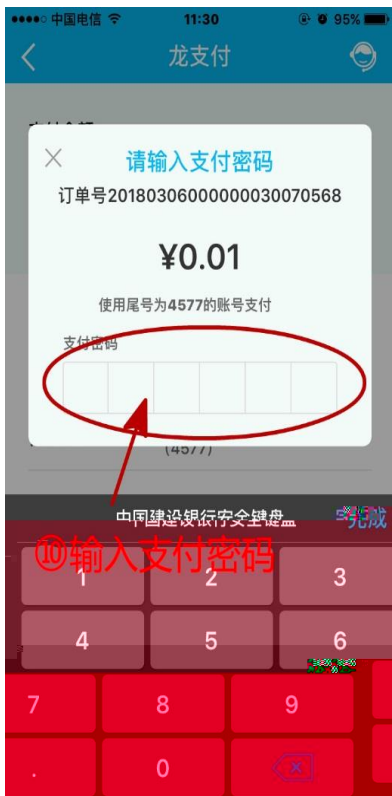 中国电信 11:30 95%
龙支付
请输入支付密码
订单号20180306000000030070568
¥0.01
使用尾号为4577的账号支付
支付密码
(4577)
中国建设银行安全键盘 完成
⑩输入支付密码
1 2 3
4 5 6
7 8 9
. 0